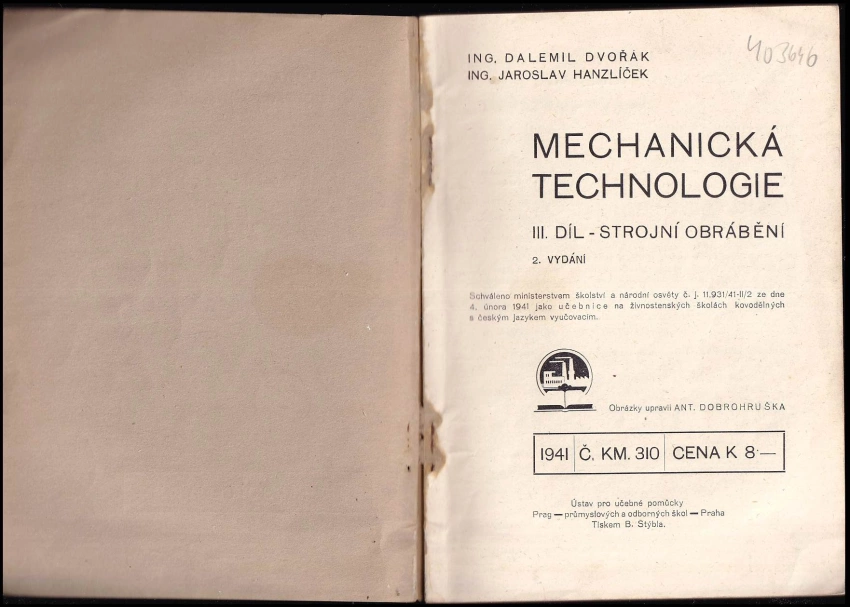 ING. DALEMIL DVOŘÁK
ING. JAROSLAV HANZLÍČEK
403646
MECHANICKÁ
TECHNOLOGIE
III. DÍL - STROJNÍ OBRÁBĚNÍ
2. VYDÁNÍ
Schváleno ministerstvem školství a národní osvěty č. j. 11.931/41-II/2 ze dne
4. února 1941 jako učebnice na živnostenských školách kovodělných
s českým jazykem vyučovacím.
Obrázky upravil ANT. DOBROHRUŠKA
1941 Č. KM. 310 CENA K 8·—
Ústav pro učebné pomůcky
Prag — průmyslových a odborných škol — Praha
Tiskem B. Stýbla.